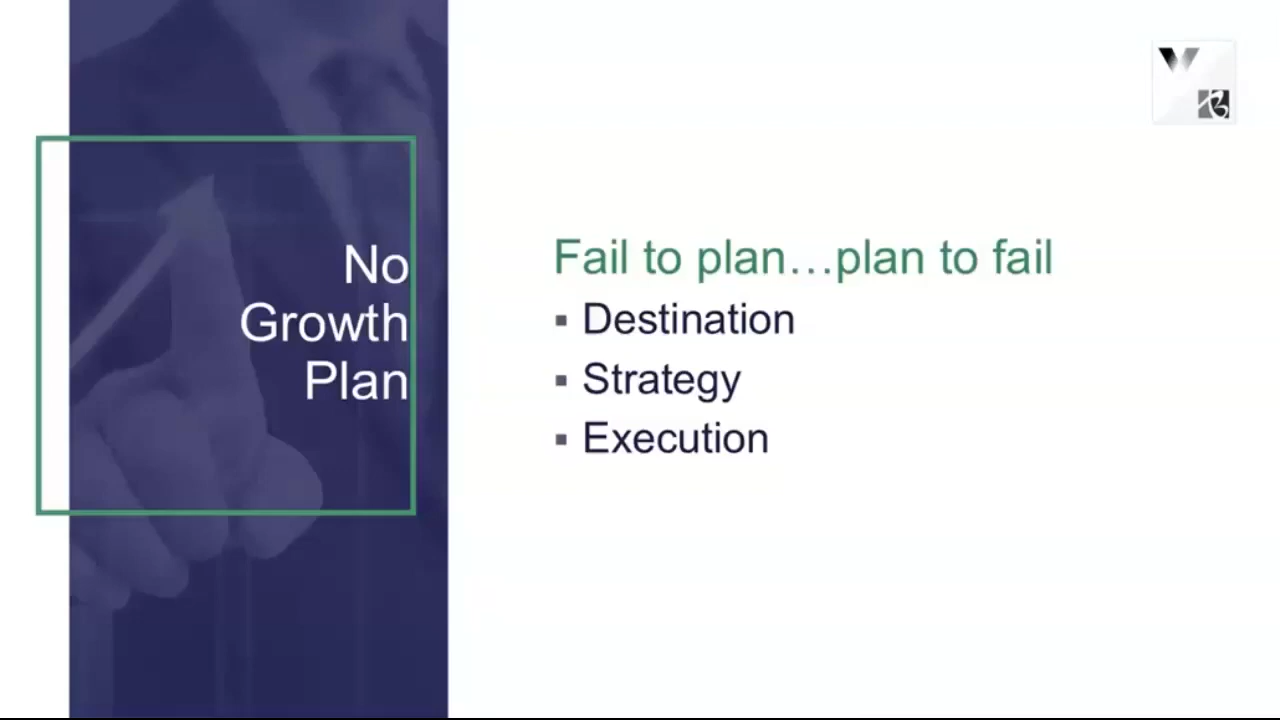 No
Growth
Plan
Fail to plan…plan to fail
▪ Destination
▪ Strategy
▪ Execution